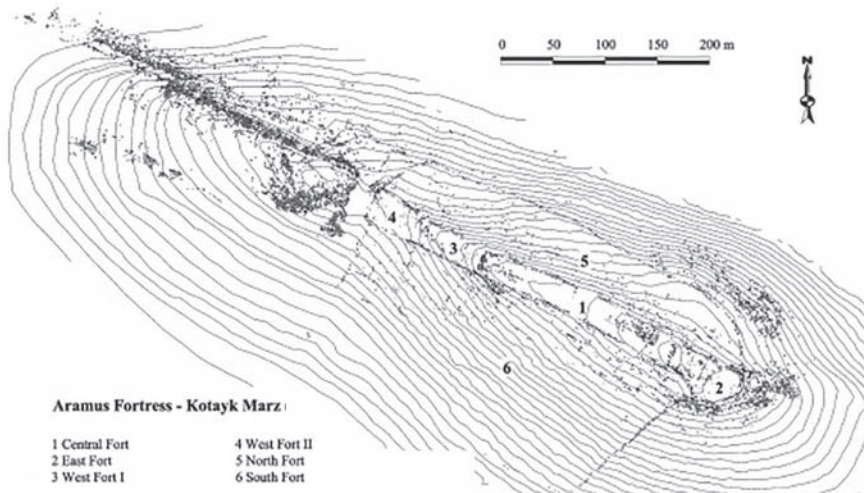 0 50 100 150 200 m
N
4
3
5
1
6
2
Aramus Fortress - Kotayk Marz
1 Central Fort
2 East Fort
3 West Fort I
4 West Fort II
5 North Fort
6 South Fort